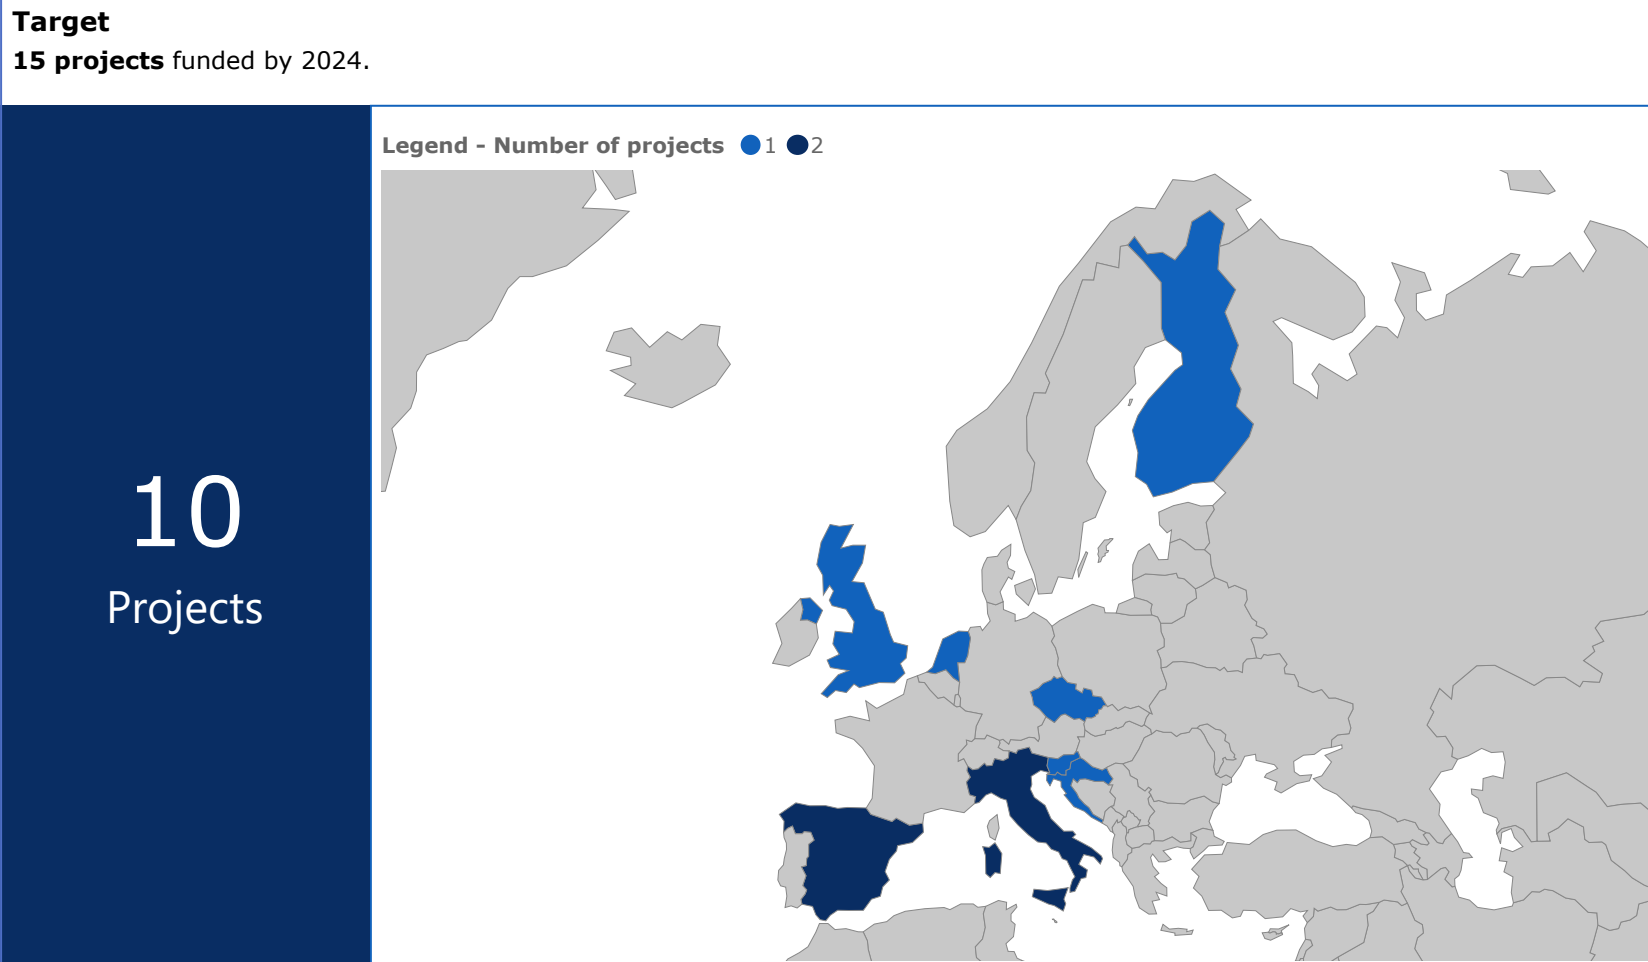 Target
15 projects funded by 2024.
Legend - Number of projects 1 2
10
Projects